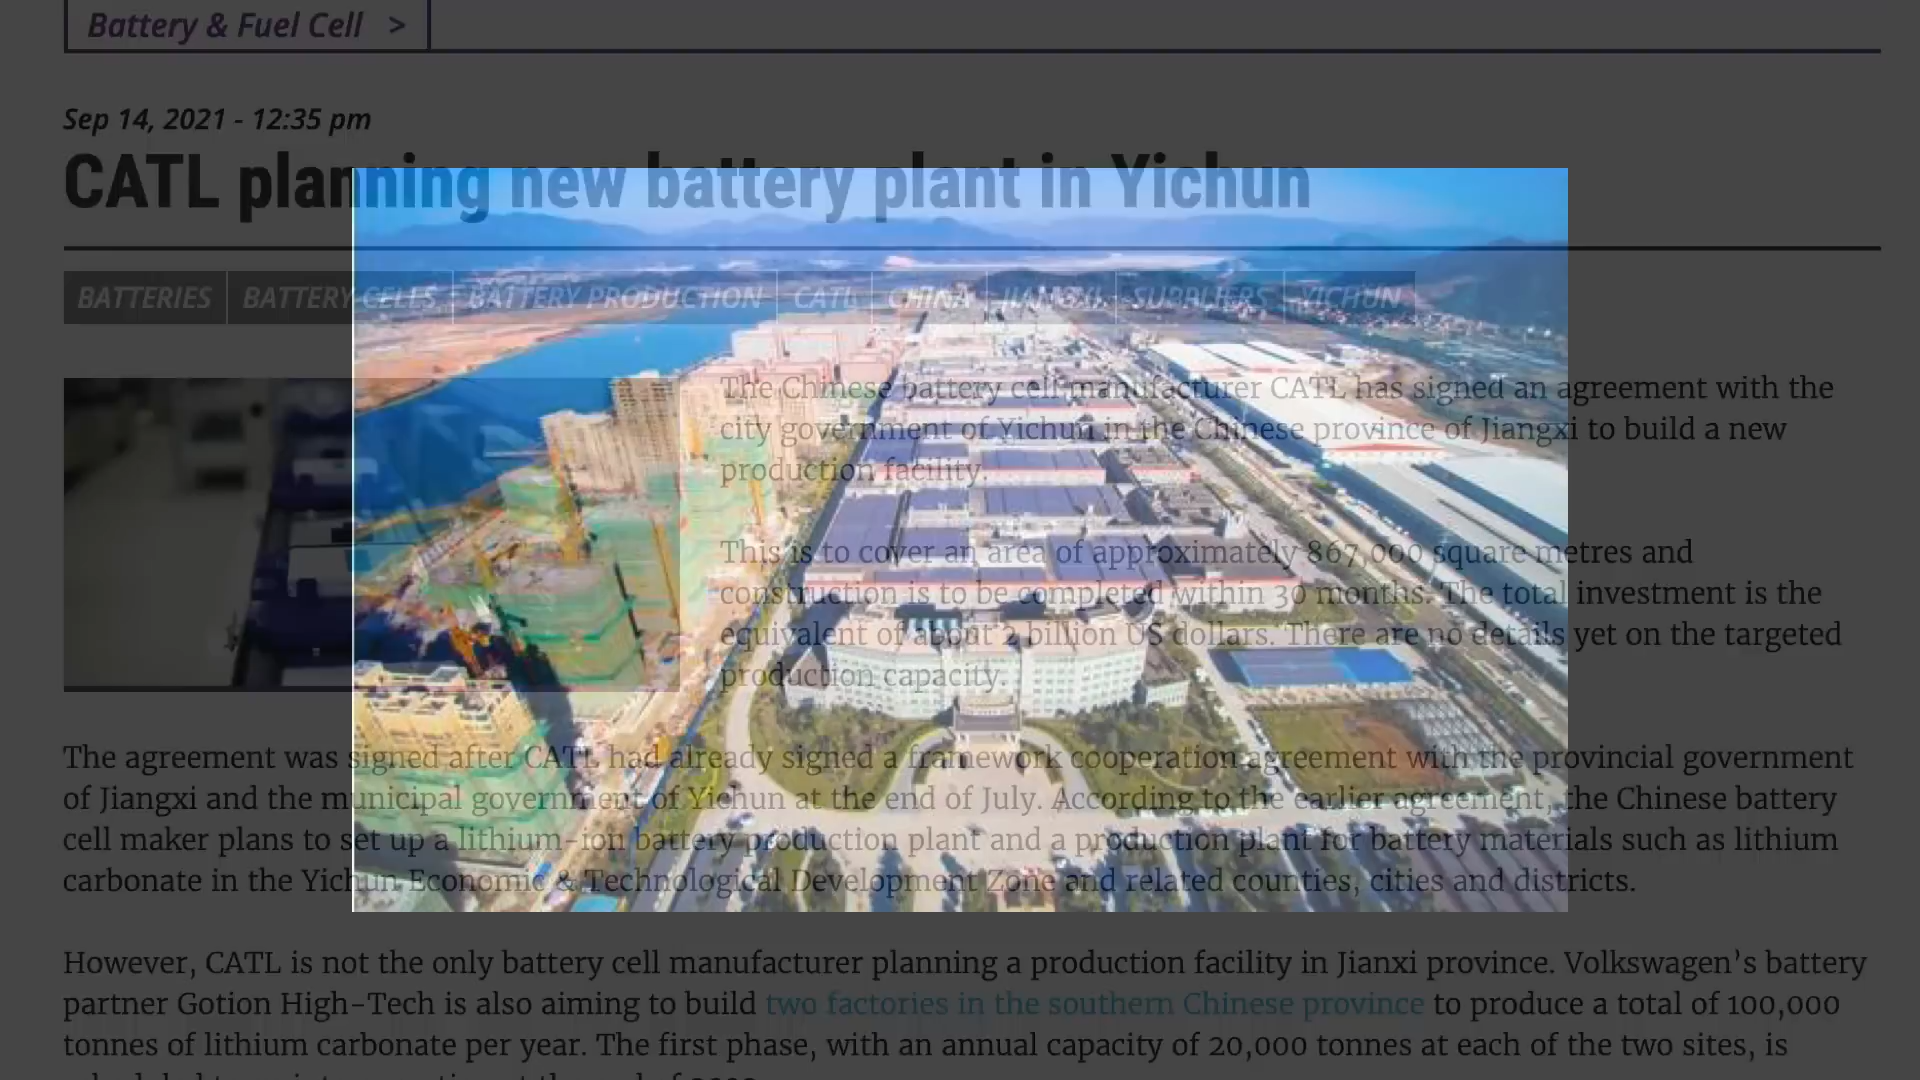 Battery & Fuel Cell >
Sep 14, 2021 - 12:35 pm
CATL planning new battery plant in Yichun
BATTERIES BATTERY CELLS BATTERY PRODUCTION CATL CHINA JIANGXI SUPPLIERS YICHUN
The Chinese battery cell manufacturer CATL has signed an agreement with the
city government of Yichun in the Chinese province of Jiangxi to build a new
production facility.
This is to cover an area of approximately 867,000 square metres and
construction is to be completed within 30 months. The total investment is the
equivalent of about 2 billion US dollars. There are no details yet on the targeted
production capacity.
The agreement was signed after CATL had already signed a framework cooperation agreement with the provincial government
of Jiangxi and the municipal government of Yichun at the end of July. According to the earlier agreement, the Chinese battery
cell maker plans to set up a lithium-ion battery production plant and a production plant for battery materials such as lithium
carbonate in the Yichun Economic & Technological Development Zone and related counties, cities and districts.
However, CATL is not the only battery cell manufacturer planning a production facility in Jianxi province. Volkswagen's battery
partner Gotion High-Tech is also aiming to build two factories in the southern Chinese province to produce a total of 100,000
tonnes of lithium carbonate per year. The first phase, with an annual capacity of 20,000 tonnes at each of the two sites, is